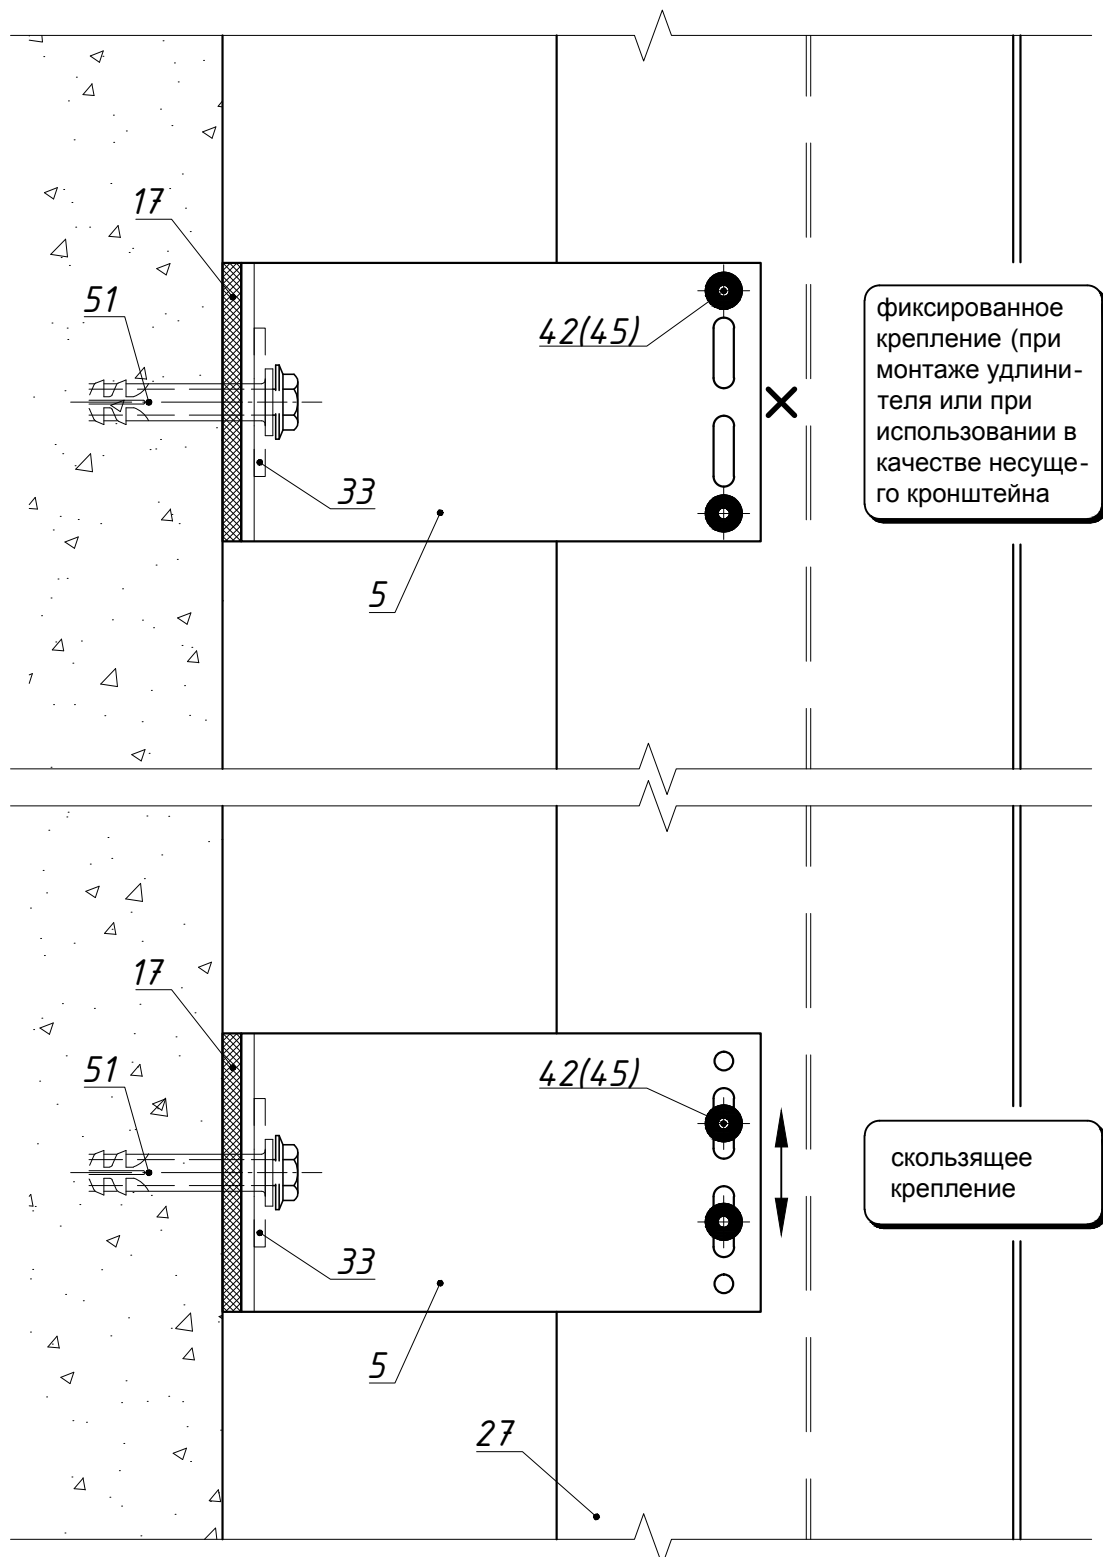 17
51
42(45)
33
5
фиксированное
крепление (при
монтаже удлини-
теля или при
использовании в
качестве несуще-
го кронштейна
17
51
42(45)
33
5
27
скользящее
крепление